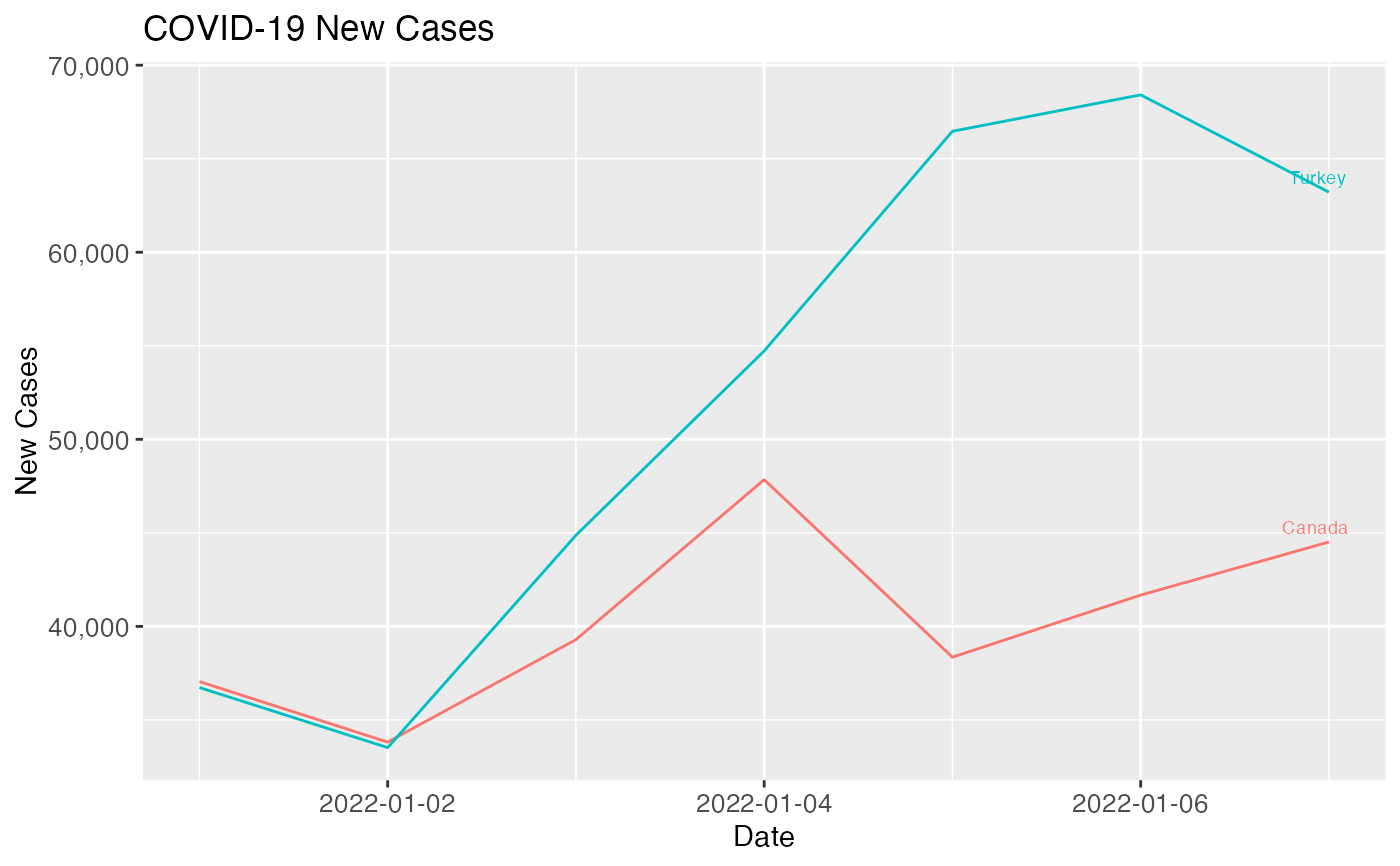 COVID-19 New Cases
70,000
60,000
50,000
40,000
New Cases
Turkey
Canada
2022-01-02 2022-01-04 2022-01-06
Date